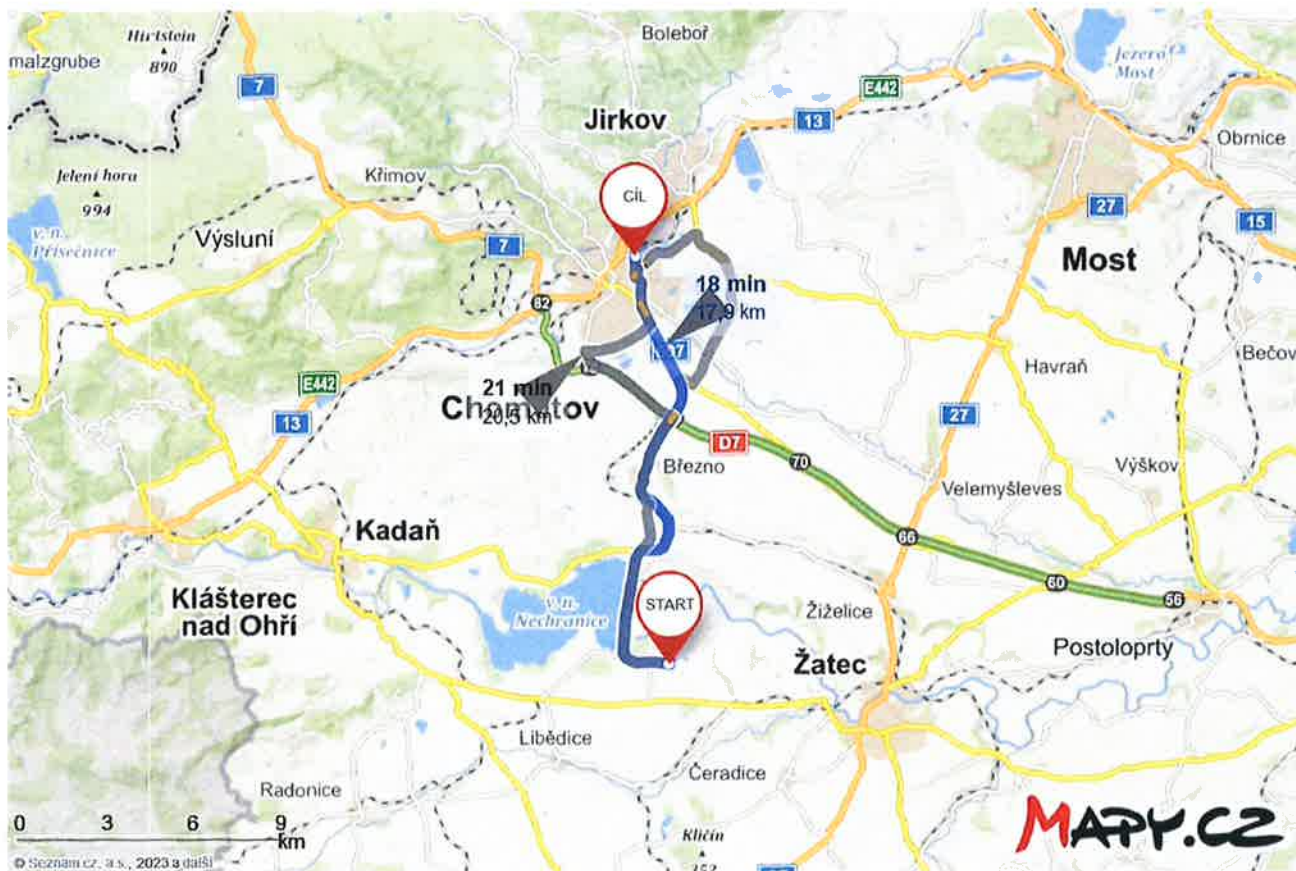 Hirtstein
890
malzgrube
7
Boleboř
Jezero
Most
E442
13
Obrnice
Jirkov
Křimov
Jelení hora
994
CÍL
27
15
v. n.
Přísečnice
Výsluní
7
Most
82
18 min
17,9 km
Havraň
Bečov
E442
21 min
20,5 km
Chomutov
13
27
D7
Březno
70
Výškov
Velemyšleves
Kadaň
66
60
56
Klášterec
nad Ohří
v. n.
Nechranice
START
Žiželice
Postoloprty
Žatec
Libědice
Čeradice
Radonice
0 3 6 9
km
Kličín
MAPY.CZ
© Seznam.cz, a.s., 2023 a další